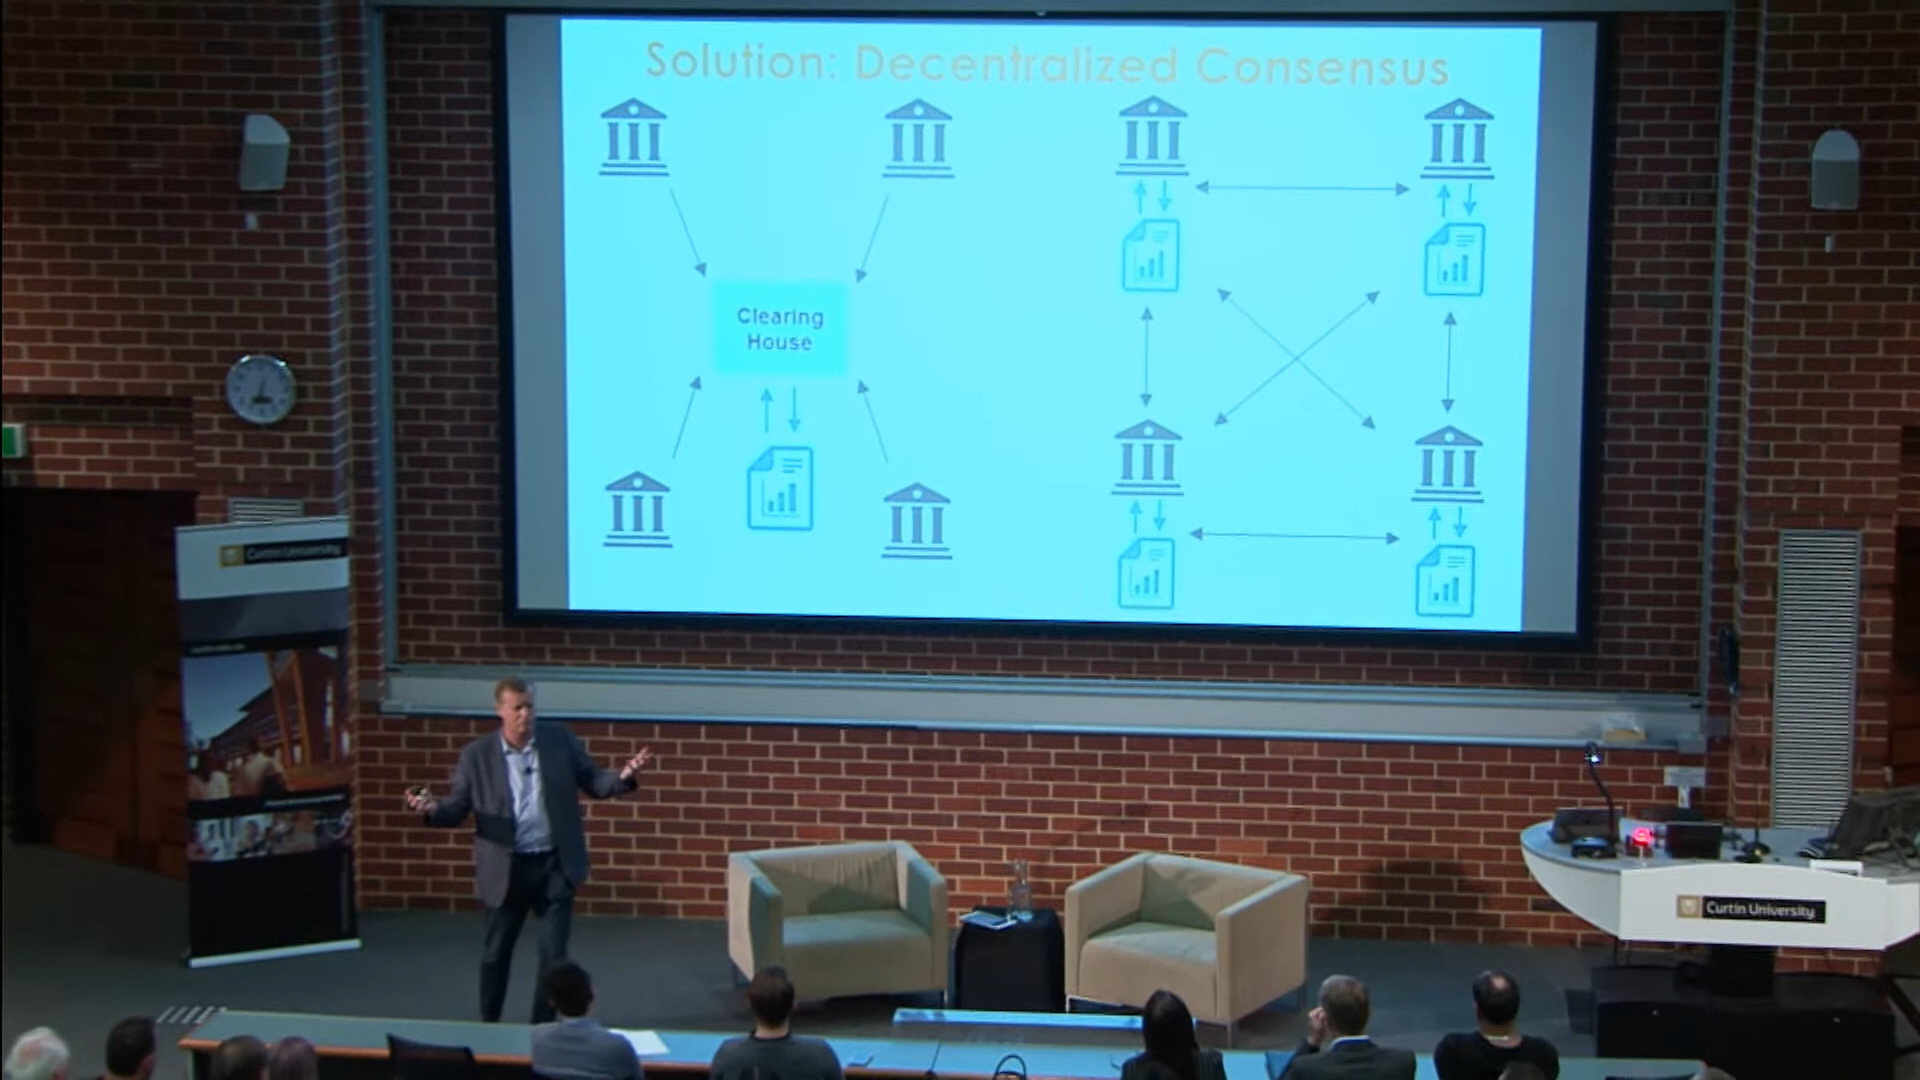 Solution: Decentralized Consensus
Clearing
House
Curtin University
Curtin University